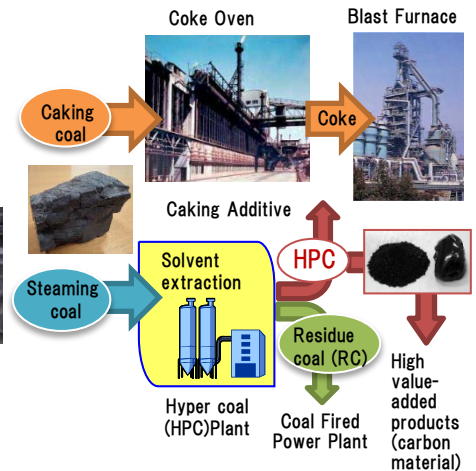 Coke Oven
Blast Furnace
Caking
coal
Coke
Caking Additive
Steaming
coal
Solvent
extraction
HPC
Residue
coal (RC)
Hyper coal
(HPC)Plant
Coal Fired
Power Plant
High
value-
added
products
(carbon
material)